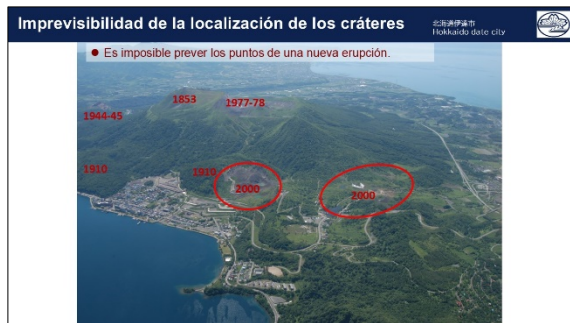 Imprevisibilidad de la localización de los cráteres
北海道伊達市
Hokkaido date city
● Es imposible prever los puntos de una nueva erupción.
1853
1977-78
1944-45
1910
1910
2000
2000